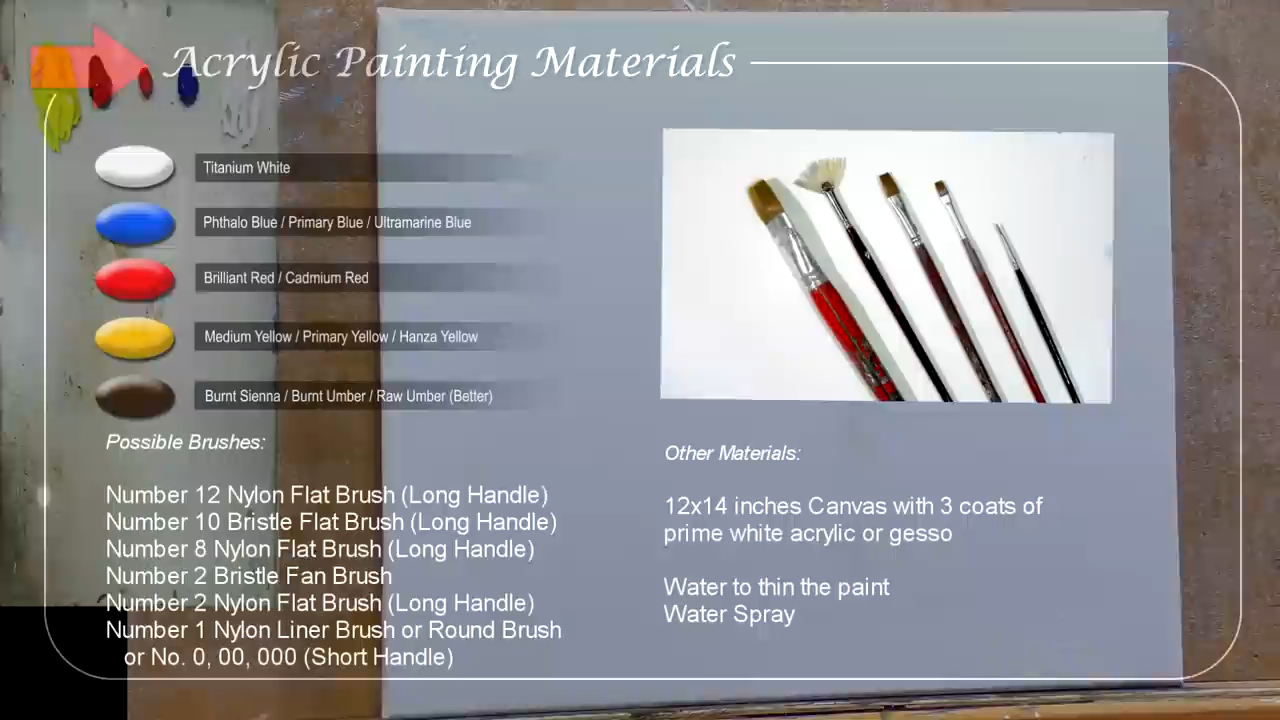 Acrylic Painting Materials
Titanium White
Phthalo Blue / Primary Blue / Ultramarine Blue
Brilliant Red / Cadmium Red
Medium Yellow / Primary Yellow / Hanza Yellow
Burnt Sienna / Burnt Umber / Raw Umber (Better)
Possible Brushes:
Number 12 Nylon Flat Brush (Long Handle)
Number 10 Bristle Flat Brush (Long Handle)
Number 8 Nylon Flat Brush (Long Handle)
Number 2 Bristle Fan Brush
Number 2 Nylon Flat Brush (Long Handle)
Number 1 Nylon Liner Brush or Round Brush
or No. 0, 00, 000 (Short Handle)
Other Materials:
12x14 inches Canvas with 3 coats of
prime white acrylic or gesso
Water to thin the paint
Water Spray